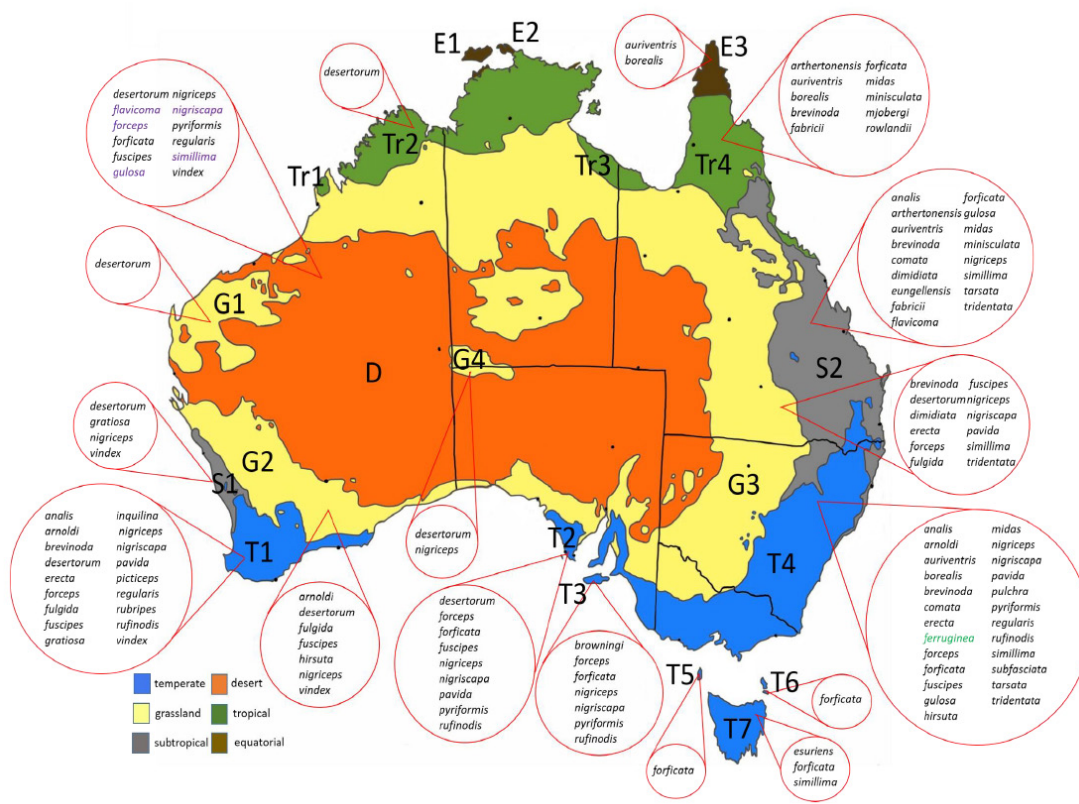 E1
E2
E3
desertorum
auriventris
borealis
arthertonensis forficata
auriventris midas
borealis minisculata
brevinoda mjobergi
fabricii rowlandii
desertorum nigriceps
flavicoma nigriscapa
forceps pyriformis
forficata regularis
fuscipes simillima
gulosa vindex
Tr1
Tr2
Tr3
Tr4
analis forficata
arthertonensis gulosa
auriventris midas
brevinoda minisculata
comata nigriceps
dimidiata simillima
eungellensis tarsata
fabricii tridentata
flavicoma
desertorum
G1
D
G4
S2
brevinoda fuscipes
desertorum nigriceps
dimidiata nigriscapa
erecta pavida
forceps simillima
fulgida tridentata
desertorum
gratiosa
nigriceps
vindex
S1
G2
G3
analis inquilina
arnoldi nigriceps
brevinoda nigriscapa
desertorum pavida
erecta picticeps
forceps regularis
fulgida rubripes
fuscipes rufinodis
gratiosa vindex
T1
T2
T3
T4
desertorum
nigriceps
arnoldi
desertorum
fulgida
fuscipes
hirsuta
nigriceps
vindex
desertorum
forceps
forficata
fuscipes
nigriceps
nigriscapa
pavida
pyriformis
rufinodis
browningi
forceps
forficata
nigriceps
nigriscapa
pyriformis
rufinodis
analis midas
arnoldi nigriceps
auriventris nigriscapa
borealis pavida
brevinoda pulchra
comata pyriformis
erecta regularis
ferruginea rufinodis
forceps simillima
forficata subfasciata
fuscipes tarsata
gulosa tridentata
hirsuta
T5
T6
T7
forficata
forficata
esuriens
forficata
simillima
temperate desert
grassland tropical
subtropical equatorial